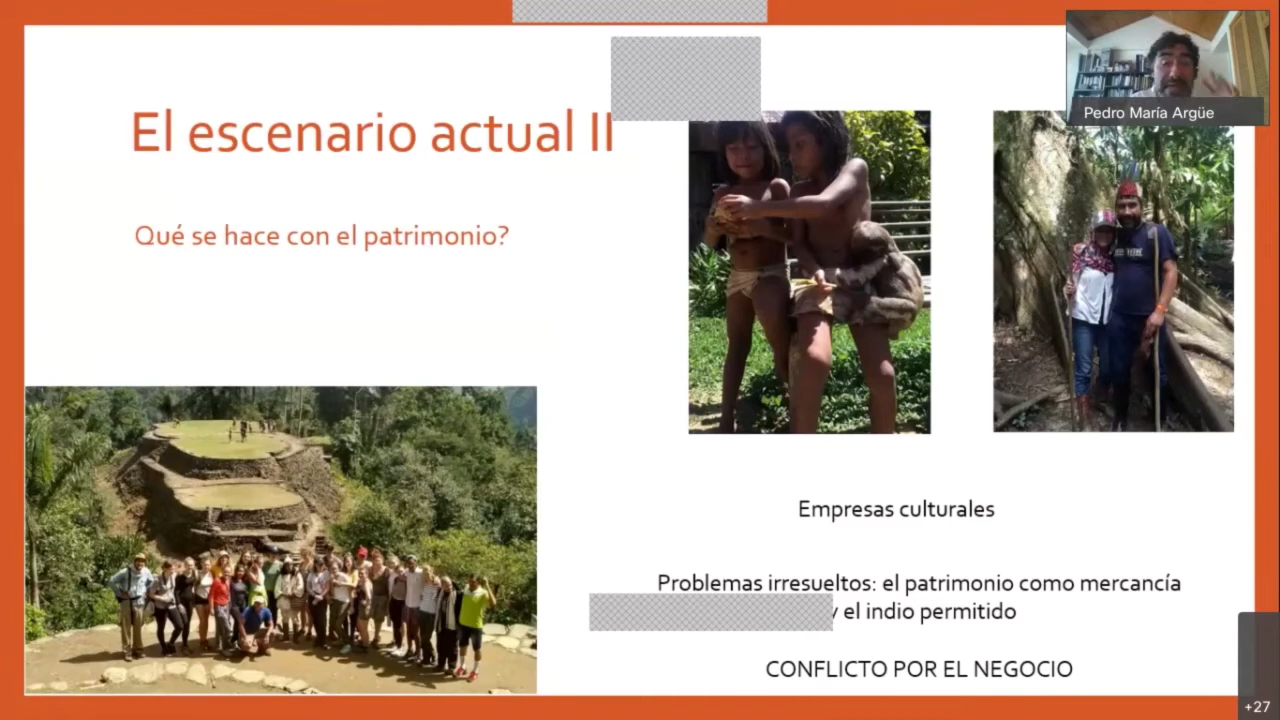 Pedro María Argüe
El escenario actual II
Qué se hace con el patrimonio?
Empresas culturales
Problemas irresueltos: el patrimonio como mercancía
y el indio permitido
CONFLICTO POR EL NEGOCIO
+27